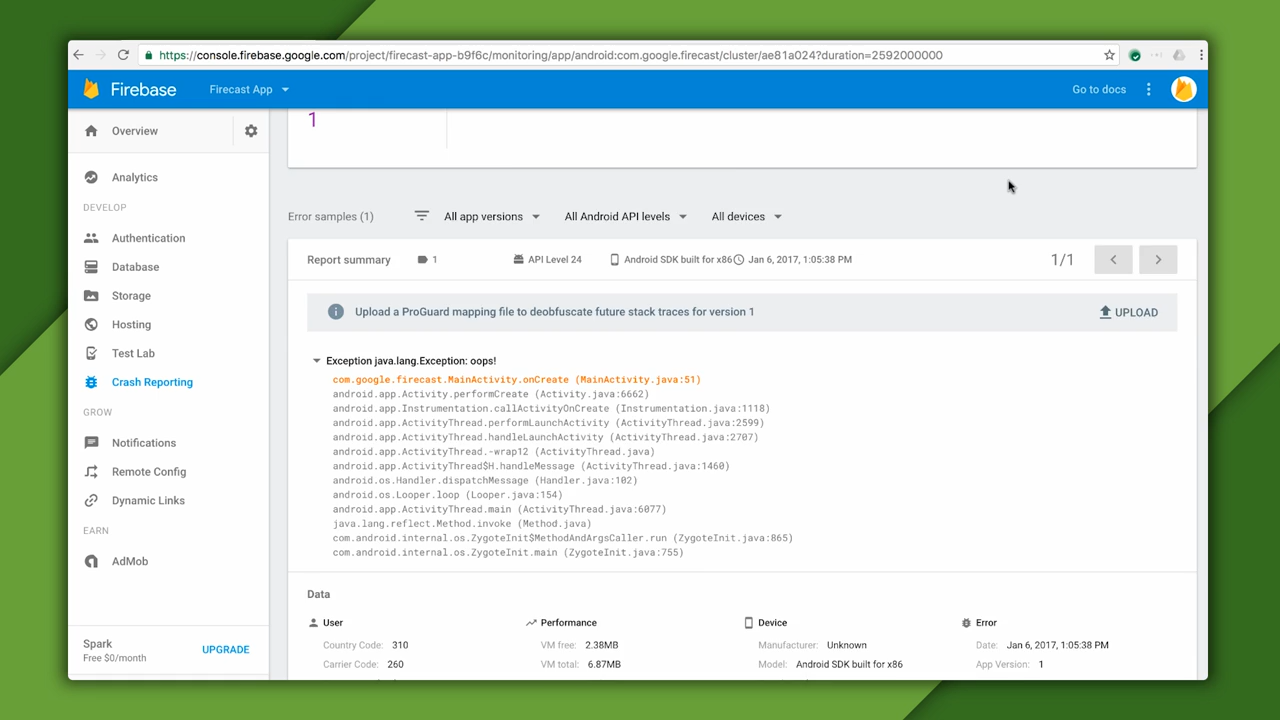 https://console.firebase.google.com/project/firecast-app-b9f6c/monitoring/app/android:com.google.firecast/cluster/ae81a024?duration=2592000000
Firebase
Firecast App
Go to docs
Overview
Analytics
DEVELOP
Authentication
Database
Storage
Hosting
Test Lab
Crash Reporting
GROW
Notifications
Remote Config
Dynamic Links
EARN
AdMob
Spark
Free $0/month
UPGRADE
1
Error samples (1)
All app versions
All Android API levels
All devices
Report summary
1
API Level 24
Android SDK built for x86
Jan 6, 2017, 1:05:38 PM
1/1
Upload a ProGuard mapping file to deobfuscate future stack traces for version 1
UPLOAD
Exception java.lang.Exception: oops!
com.google.firecast.MainActivity.onCreate (MainActivity.java:51)
android.app.Activity.performCreate (Activity.java:6662)
android.app.Instrumentation.callActivityOnCreate (Instrumentation.java:1118)
android.app.ActivityThread.performLaunchActivity (ActivityThread.java:2599)
android.app.ActivityThread.handleLaunchActivity (ActivityThread.java:2707)
android.app.ActivityThread.-wrap12 (ActivityThread.java)
android.app.ActivityThread$H.handleMessage (ActivityThread.java:1460)
android.os.Handler.dispatchMessage (Handler.java:102)
android.os.Looper.loop (Looper.java:154)
android.app.ActivityThread.main (ActivityThread.java:6077)
java.lang.reflect.Method.invoke (Method.java)
com.android.internal.os.ZygoteInit$MethodAndArgsCaller.run (ZygoteInit.java:865)
com.android.internal.os.ZygoteInit.main (ZygoteInit.java:755)
Data
User
Country Code: 310
Carrier Code: 260
Performance
VM free: 2.38MB
VM total: 6.87MB
Device
Manufacturer: Unknown
Model: Android SDK built for x86
Error
Date: Jan 6, 2017, 1:05:38 PM
App Version: 1